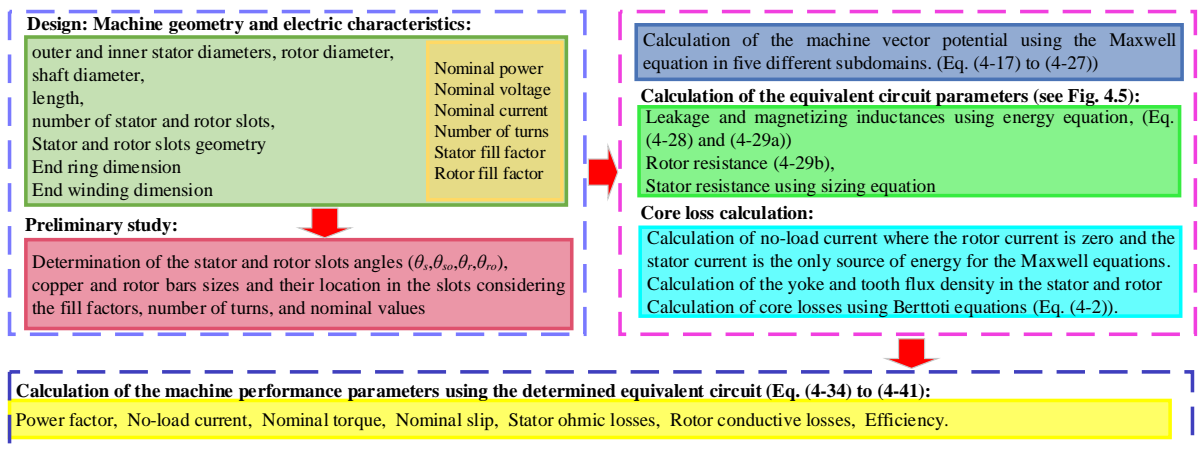 Design: Machine geometry and electric characteristics:
outer and inner stator diameters, rotor diameter,
shaft diameter,
length,
number of stator and rotor slots,
Stator and rotor slots geometry
End ring dimension
End winding dimension
Nominal power
Nominal voltage
Nominal current
Number of turns
Stator fill factor
Rotor fill factor
Preliminary study:
Determination of the stator and rotor slots angles (θs,θso,θr,θro),
copper and rotor bars sizes and their location in the slots considering
the fill factors, number of turns, and nominal values
Calculation of the machine vector potential using the Maxwell
equation in five different subdomains. (Eq. (4-17) to (4-27))
Calculation of the equivalent circuit parameters (see Fig. 4.5):
Leakage and magnetizing inductances using energy equation, (Eq.
(4-28) and (4-29a))
Rotor resistance (4-29b),
Stator resistance using sizing equation
Core loss calculation:
Calculation of no-load current where the rotor current is zero and the
stator current is the only source of energy for the Maxwell equations.
Calculation of the yoke and tooth flux density in the stator and rotor
Calculation of core losses using Berttoti equations (Eq. (4-2)).
Calculation of the machine performance parameters using the determined equivalent circuit (Eq. (4-34) to (4-41):
Power factor, No-load current, Nominal torque, Nominal slip, Stator ohmic losses, Rotor conductive losses, Efficiency.